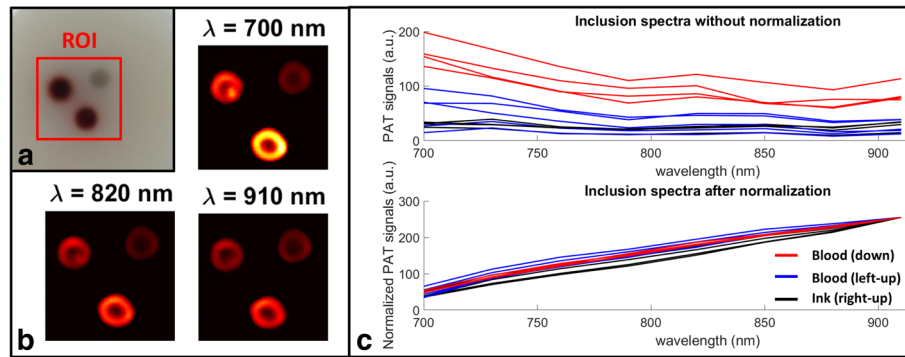 ROI
a
λ = 700 nm
λ = 820 nm
λ = 910 nm
b
Inclusion spectra without normalization
PAT signals (a.u.)
200
150
100
50
0
700
750
800
850
900
wavelength (nm)
Inclusion spectra after normalization
Normalized PAT signals (a.u.)
300
200
100
0
Blood (down)
Blood (left-up)
Ink (right-up)
700
750
800
850
900
wavelength (nm)
c